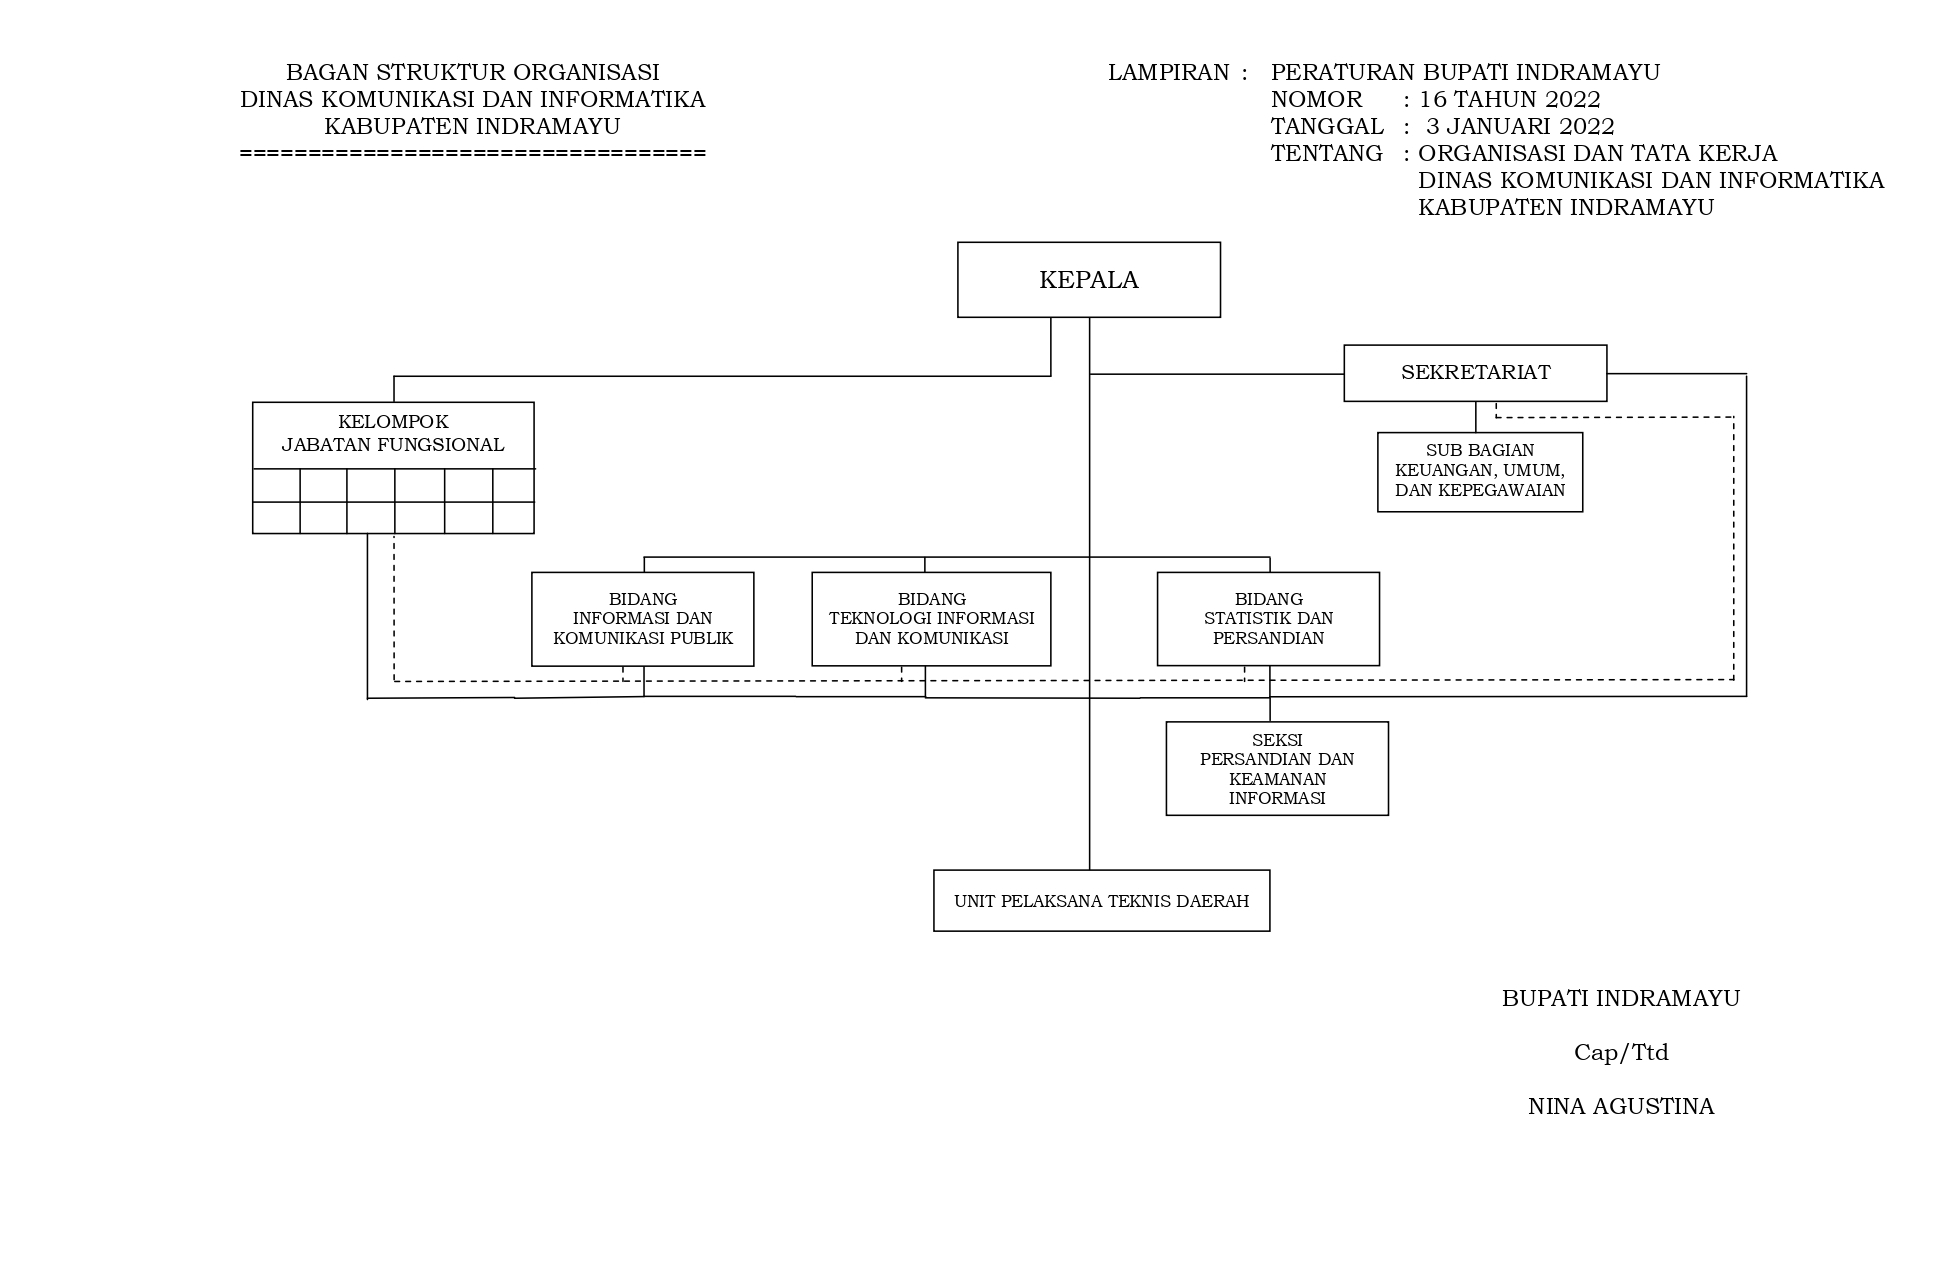 BAGAN STRUKTUR ORGANISASI
DINAS KOMUNIKASI DAN INFORMATIKA
KABUPATEN INDRAMAYU
==================================
LAMPIRAN : PERATURAN BUPATI INDRAMAYU
NOMOR : 16 TAHUN 2022
TANGGAL : 3 JANUARI 2022
TENTANG : ORGANISASI DAN TATA KERJA
DINAS KOMUNIKASI DAN INFORMATIKA
KABUPATEN INDRAMAYU
KEPALA
SEKRETARIAT
KELOMPOK
JABATAN FUNGSIONAL
SUB BAGIAN
KEUANGAN, UMUM,
DAN KEPEGAWAIAN
BIDANG
INFORMASI DAN
KOMUNIKASI PUBLIK
BIDANG
TEKNOLOGI INFORMASI
DAN KOMUNIKASI
BIDANG
STATISTIK DAN
PERSANDIAN
SEKSI
PERSANDIAN DAN
KEAMANAN
INFORMASI
UNIT PELAKSANA TEKNIS DAERAH
BUPATI INDRAMAYU
Cap/Ttd
NINA AGUSTINA